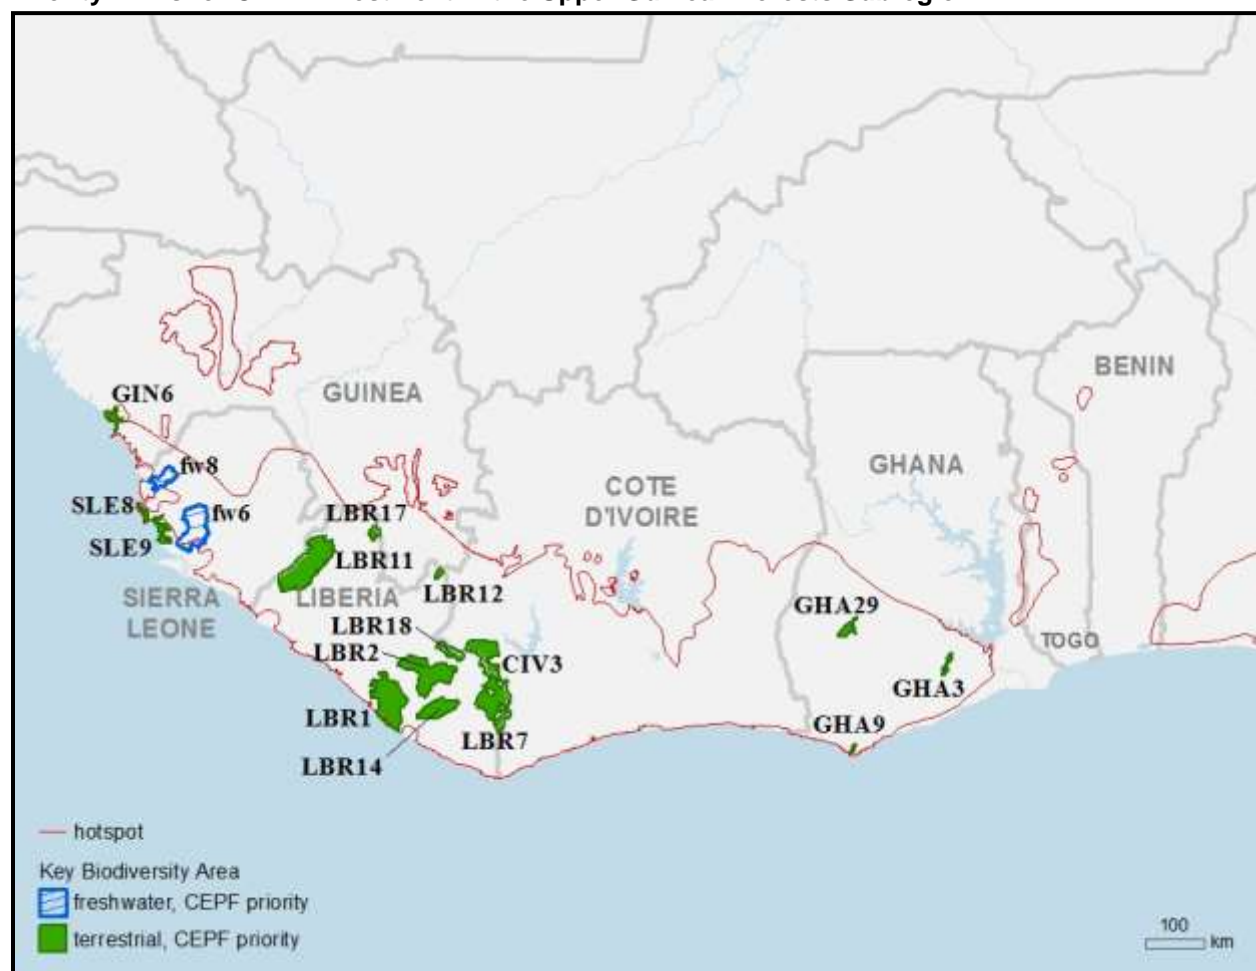 BENIN
GIN6
GUINEA
fw8
GHANA
COTE
D'IVOIRE
SLE8
fw6
LBR17
SLE9
LBR11
LBR12
SIERRA
LEONE
LIBERIA
GHA29
LBR18
TOGO
LBR2
CIV3
GHA3
LBR1
GHA9
LBR7
LBR14
hotspot
Key Biodiversity Area
freshwater, CEPF priority
terrestrial, CEPF priority
100
km